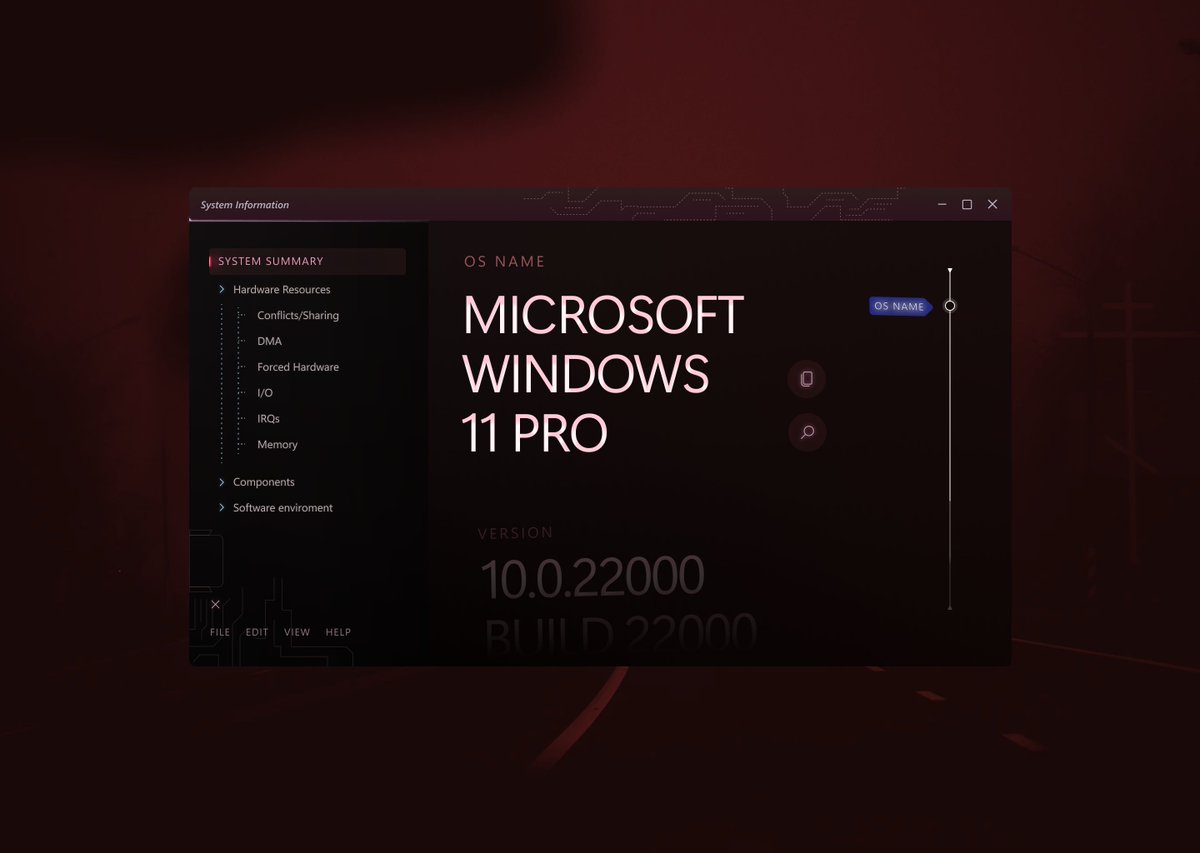 System Information
SYSTEM SUMMARY
Hardware Resources
Conflicts/Sharing
DMA
Forced Hardware
I/O
IRQs
Memory
Components
Software enviroment
FILE EDIT VIEW HELP
OS NAME
MICROSOFT
WINDOWS
11 PRO
VERSION
10.0.22000
BUILD 22000
OS NAME